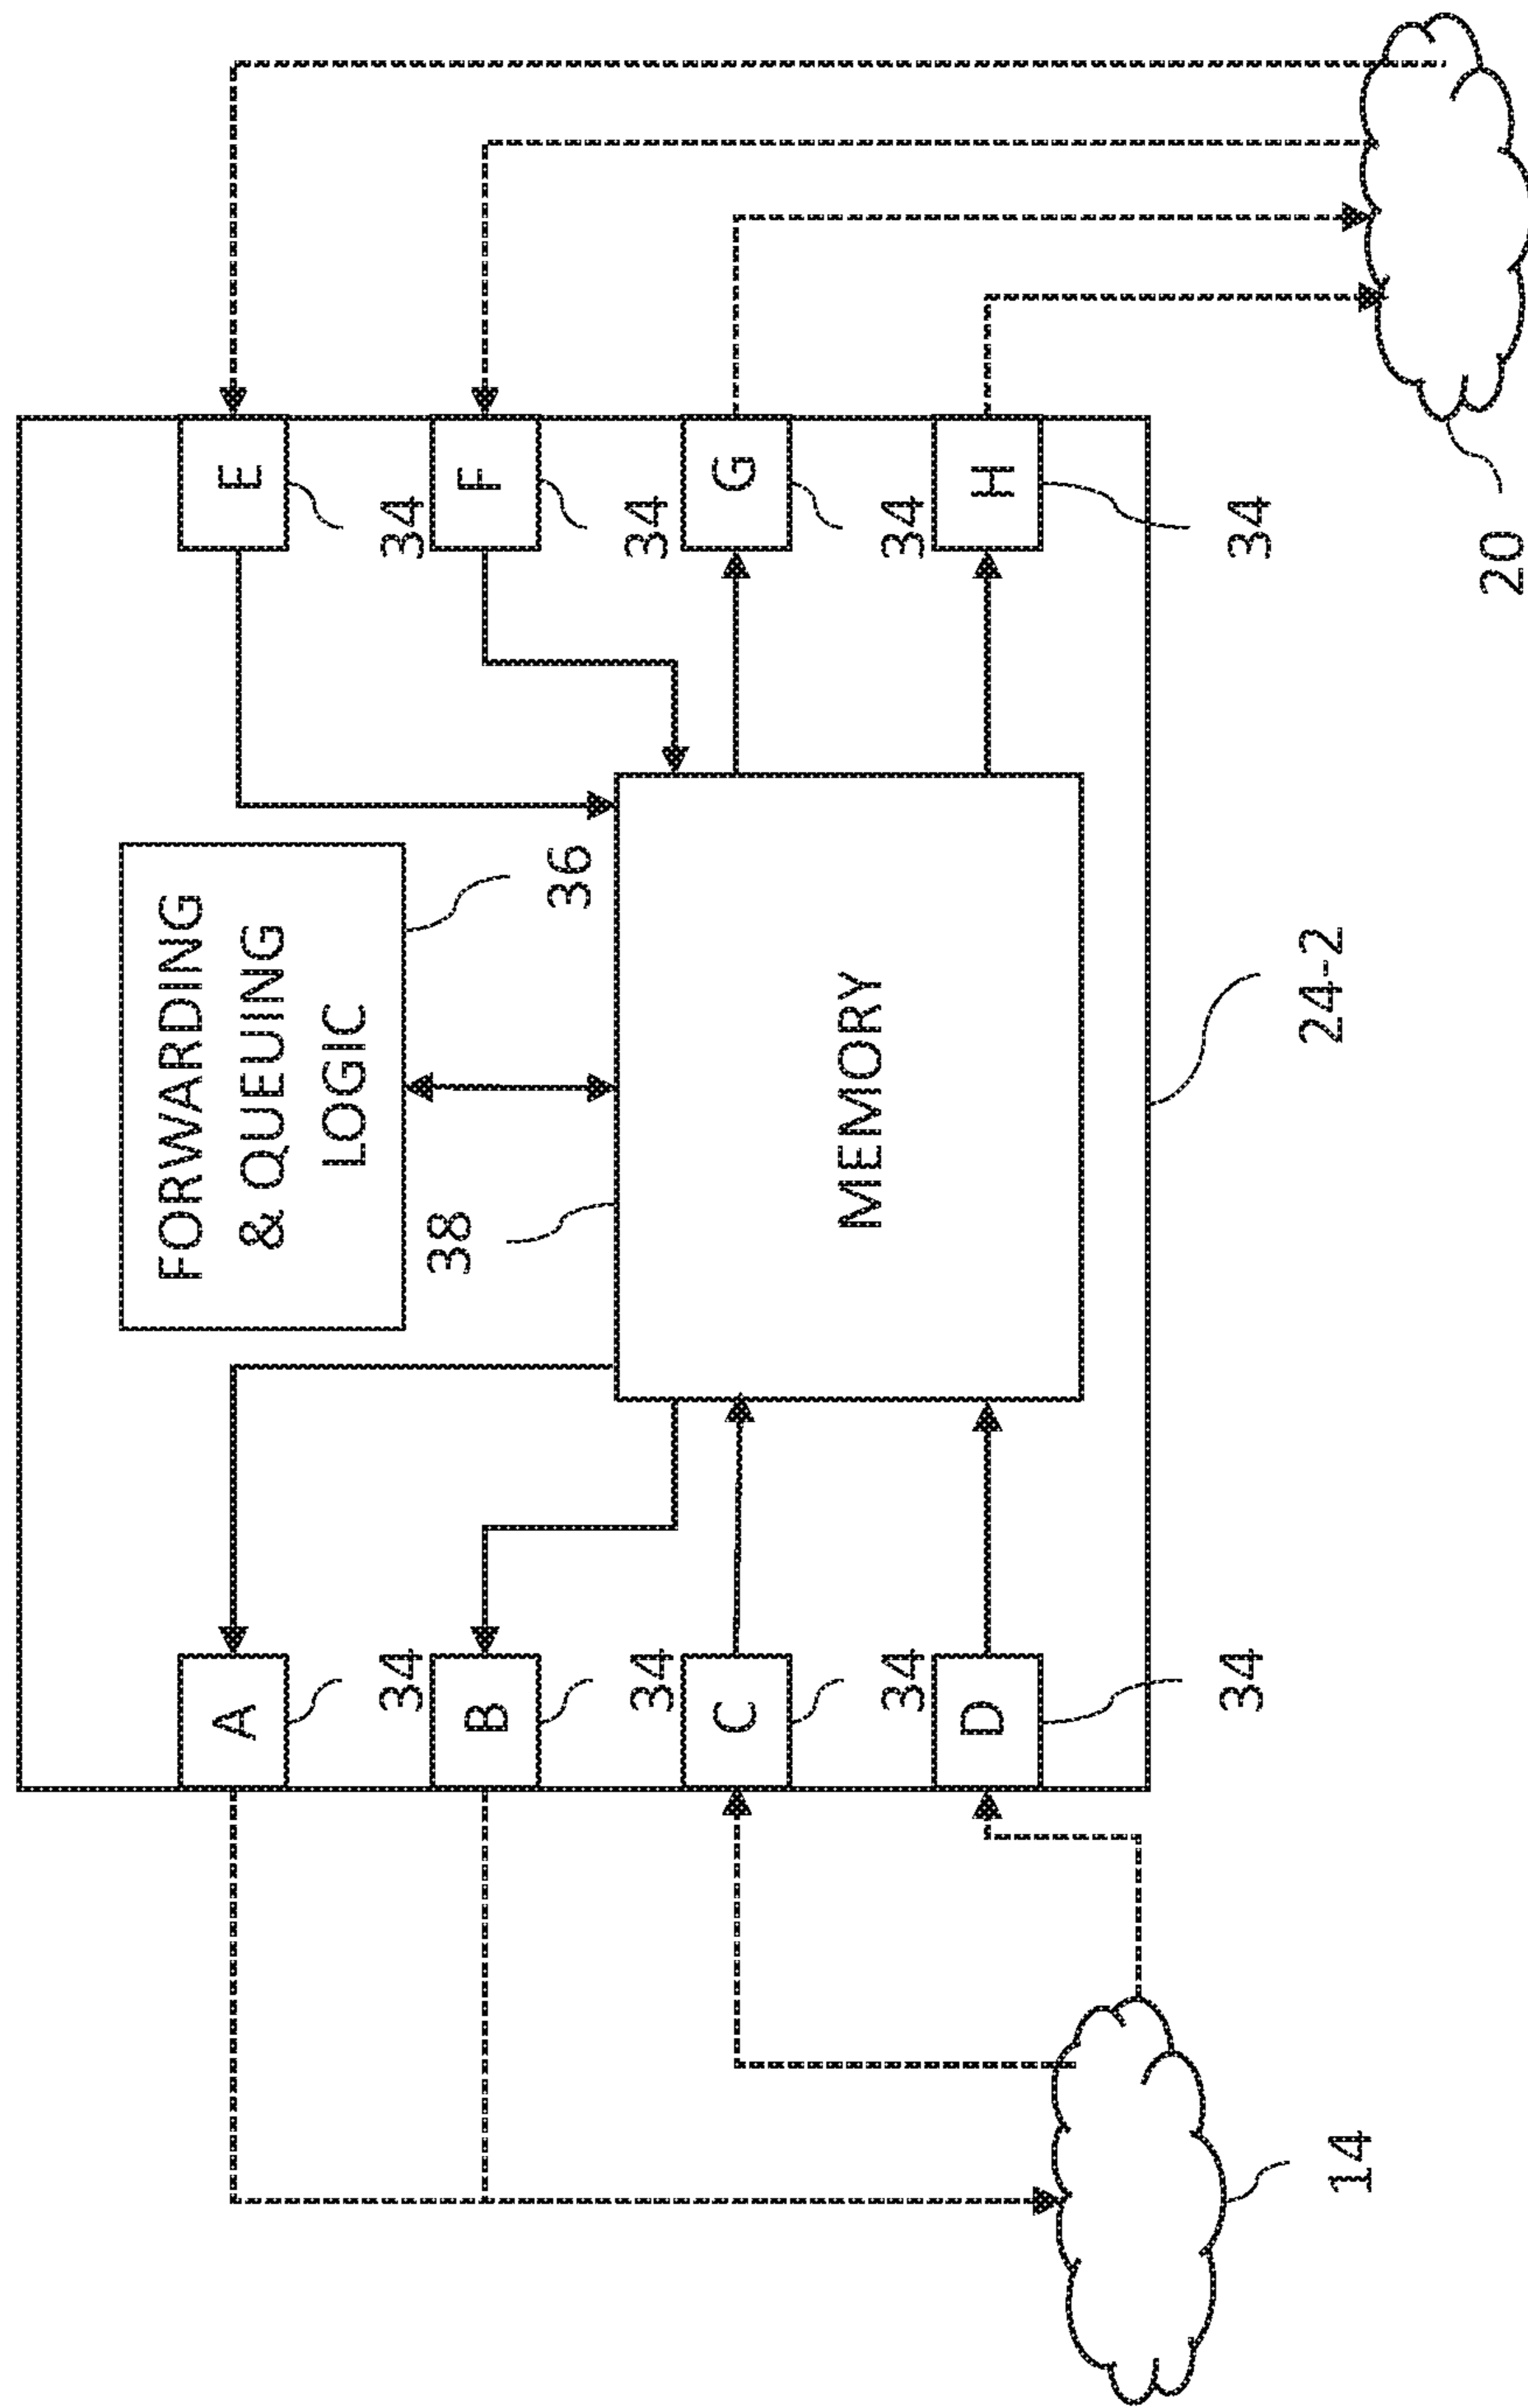 FORWARDING
& QUEUING
LOGIC
36
38
MEMORY
A
34
B
34
C
34
D
34
E
34
F
34
G
34
H
34
24-2
14
20